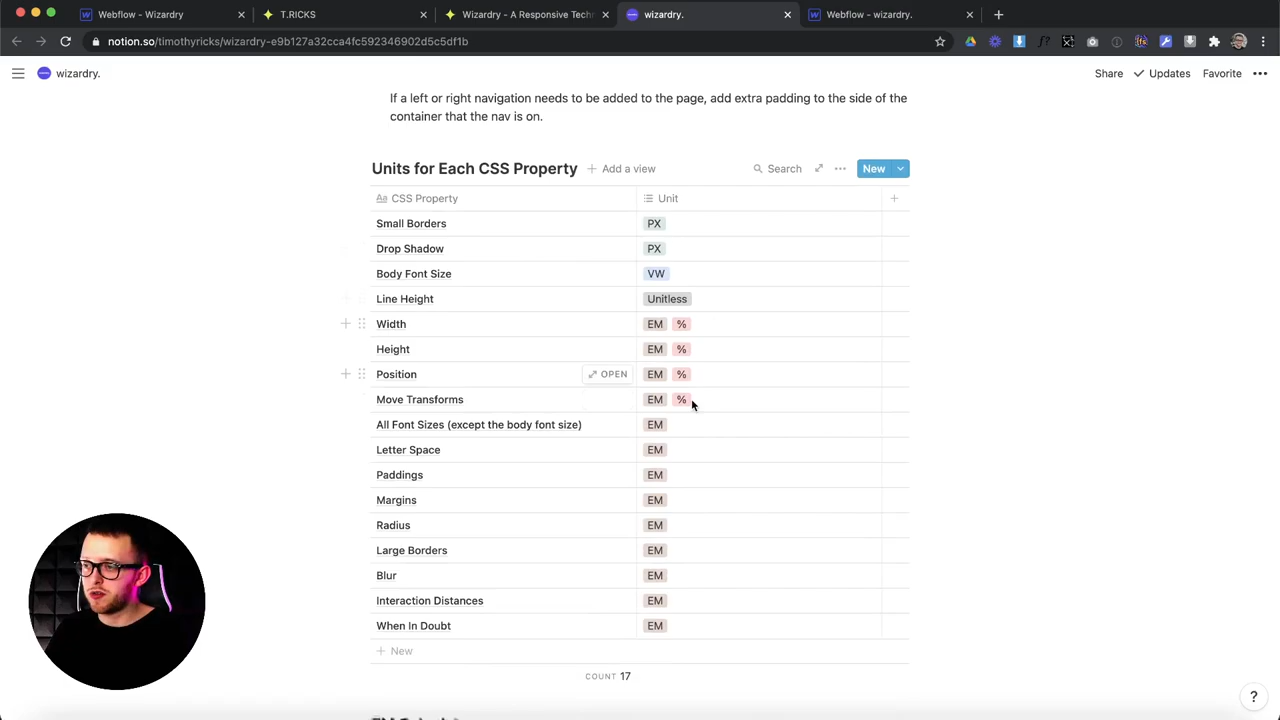 Webflow - Wizardry
T.RICKS
Wizardry - A Responsive Techn
wizardry.
Webflow - wizardry.
notion.so/timothyricks/wizardry-e9b127a32cca4fc592346902d5c5df1b
wizardry.
Share
Updates
Favorite
If a left or right navigation needs to be added to the page, add extra padding to the side of the
container that the nav is on.
Units for Each CSS Property
Add a view
Search
New
Aa CSS Property
Unit
Small Borders PX
Drop Shadow PX
Body Font Size VW
Line Height Unitless
Width EM %
Height EM %
Position OPEN EM %
Move Transforms EM %
All Font Sizes (except the body font size) EM
Letter Space EM
Paddings EM
Margins EM
Radius EM
Large Borders EM
Blur EM
Interaction Distances EM
When In Doubt EM
New
COUNT 17
?